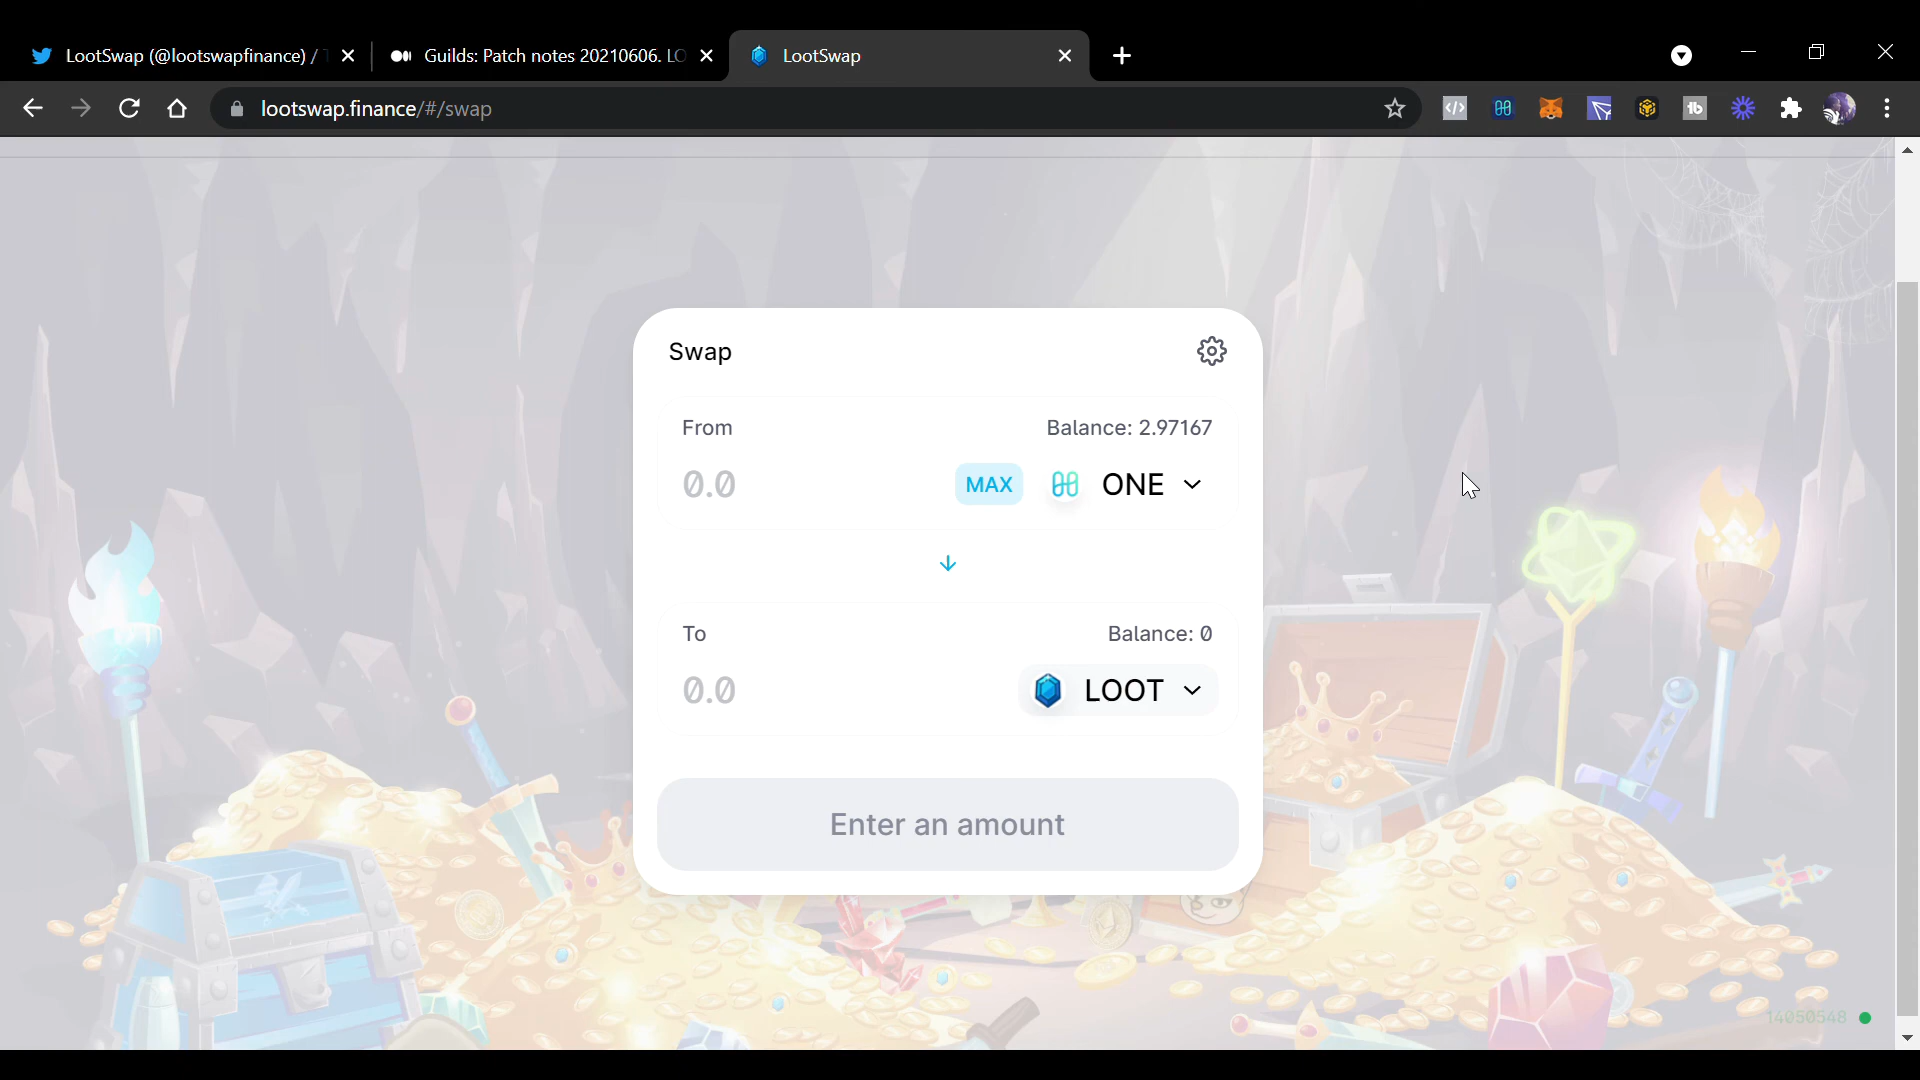 LootSwap (@lootswapfinance) /
Guilds: Patch notes 20210606. LO
LootSwap
lootswap.finance/#/swap
Swap
From
Balance: 2.97167
0.0
MAX
ONE
To
Balance: 0
0.0
LOOT
Enter an amount
14050548